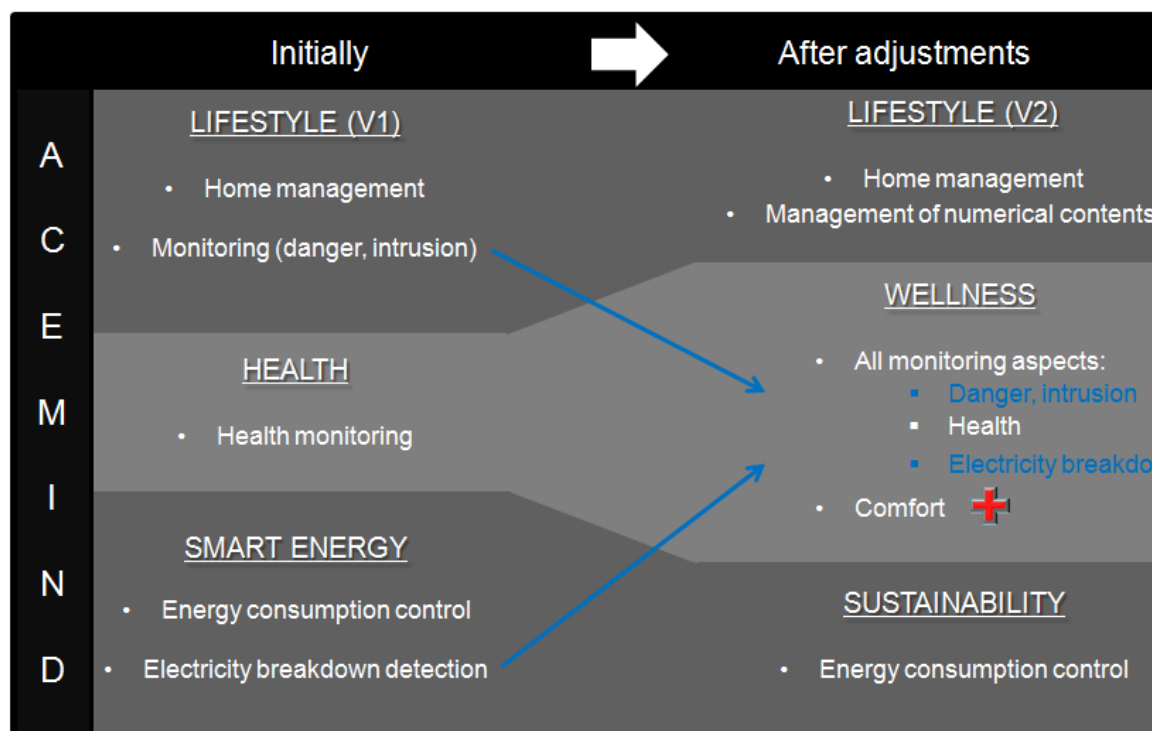 Initially
After adjustments
A
C
E
M
I
N
D
LIFESTYLE (V1)
• Home management
• Monitoring (danger, intrusion)
HEALTH
• Health monitoring
SMART ENERGY
• Energy consumption control
• Electricity breakdown detection
LIFESTYLE (V2)
• Home management
• Management of numerical contents
WELLNESS
• All monitoring aspects:
▪ Danger, intrusion
▪ Health
▪ Electricity breakdo
• Comfort
SUSTAINABILITY
• Energy consumption control